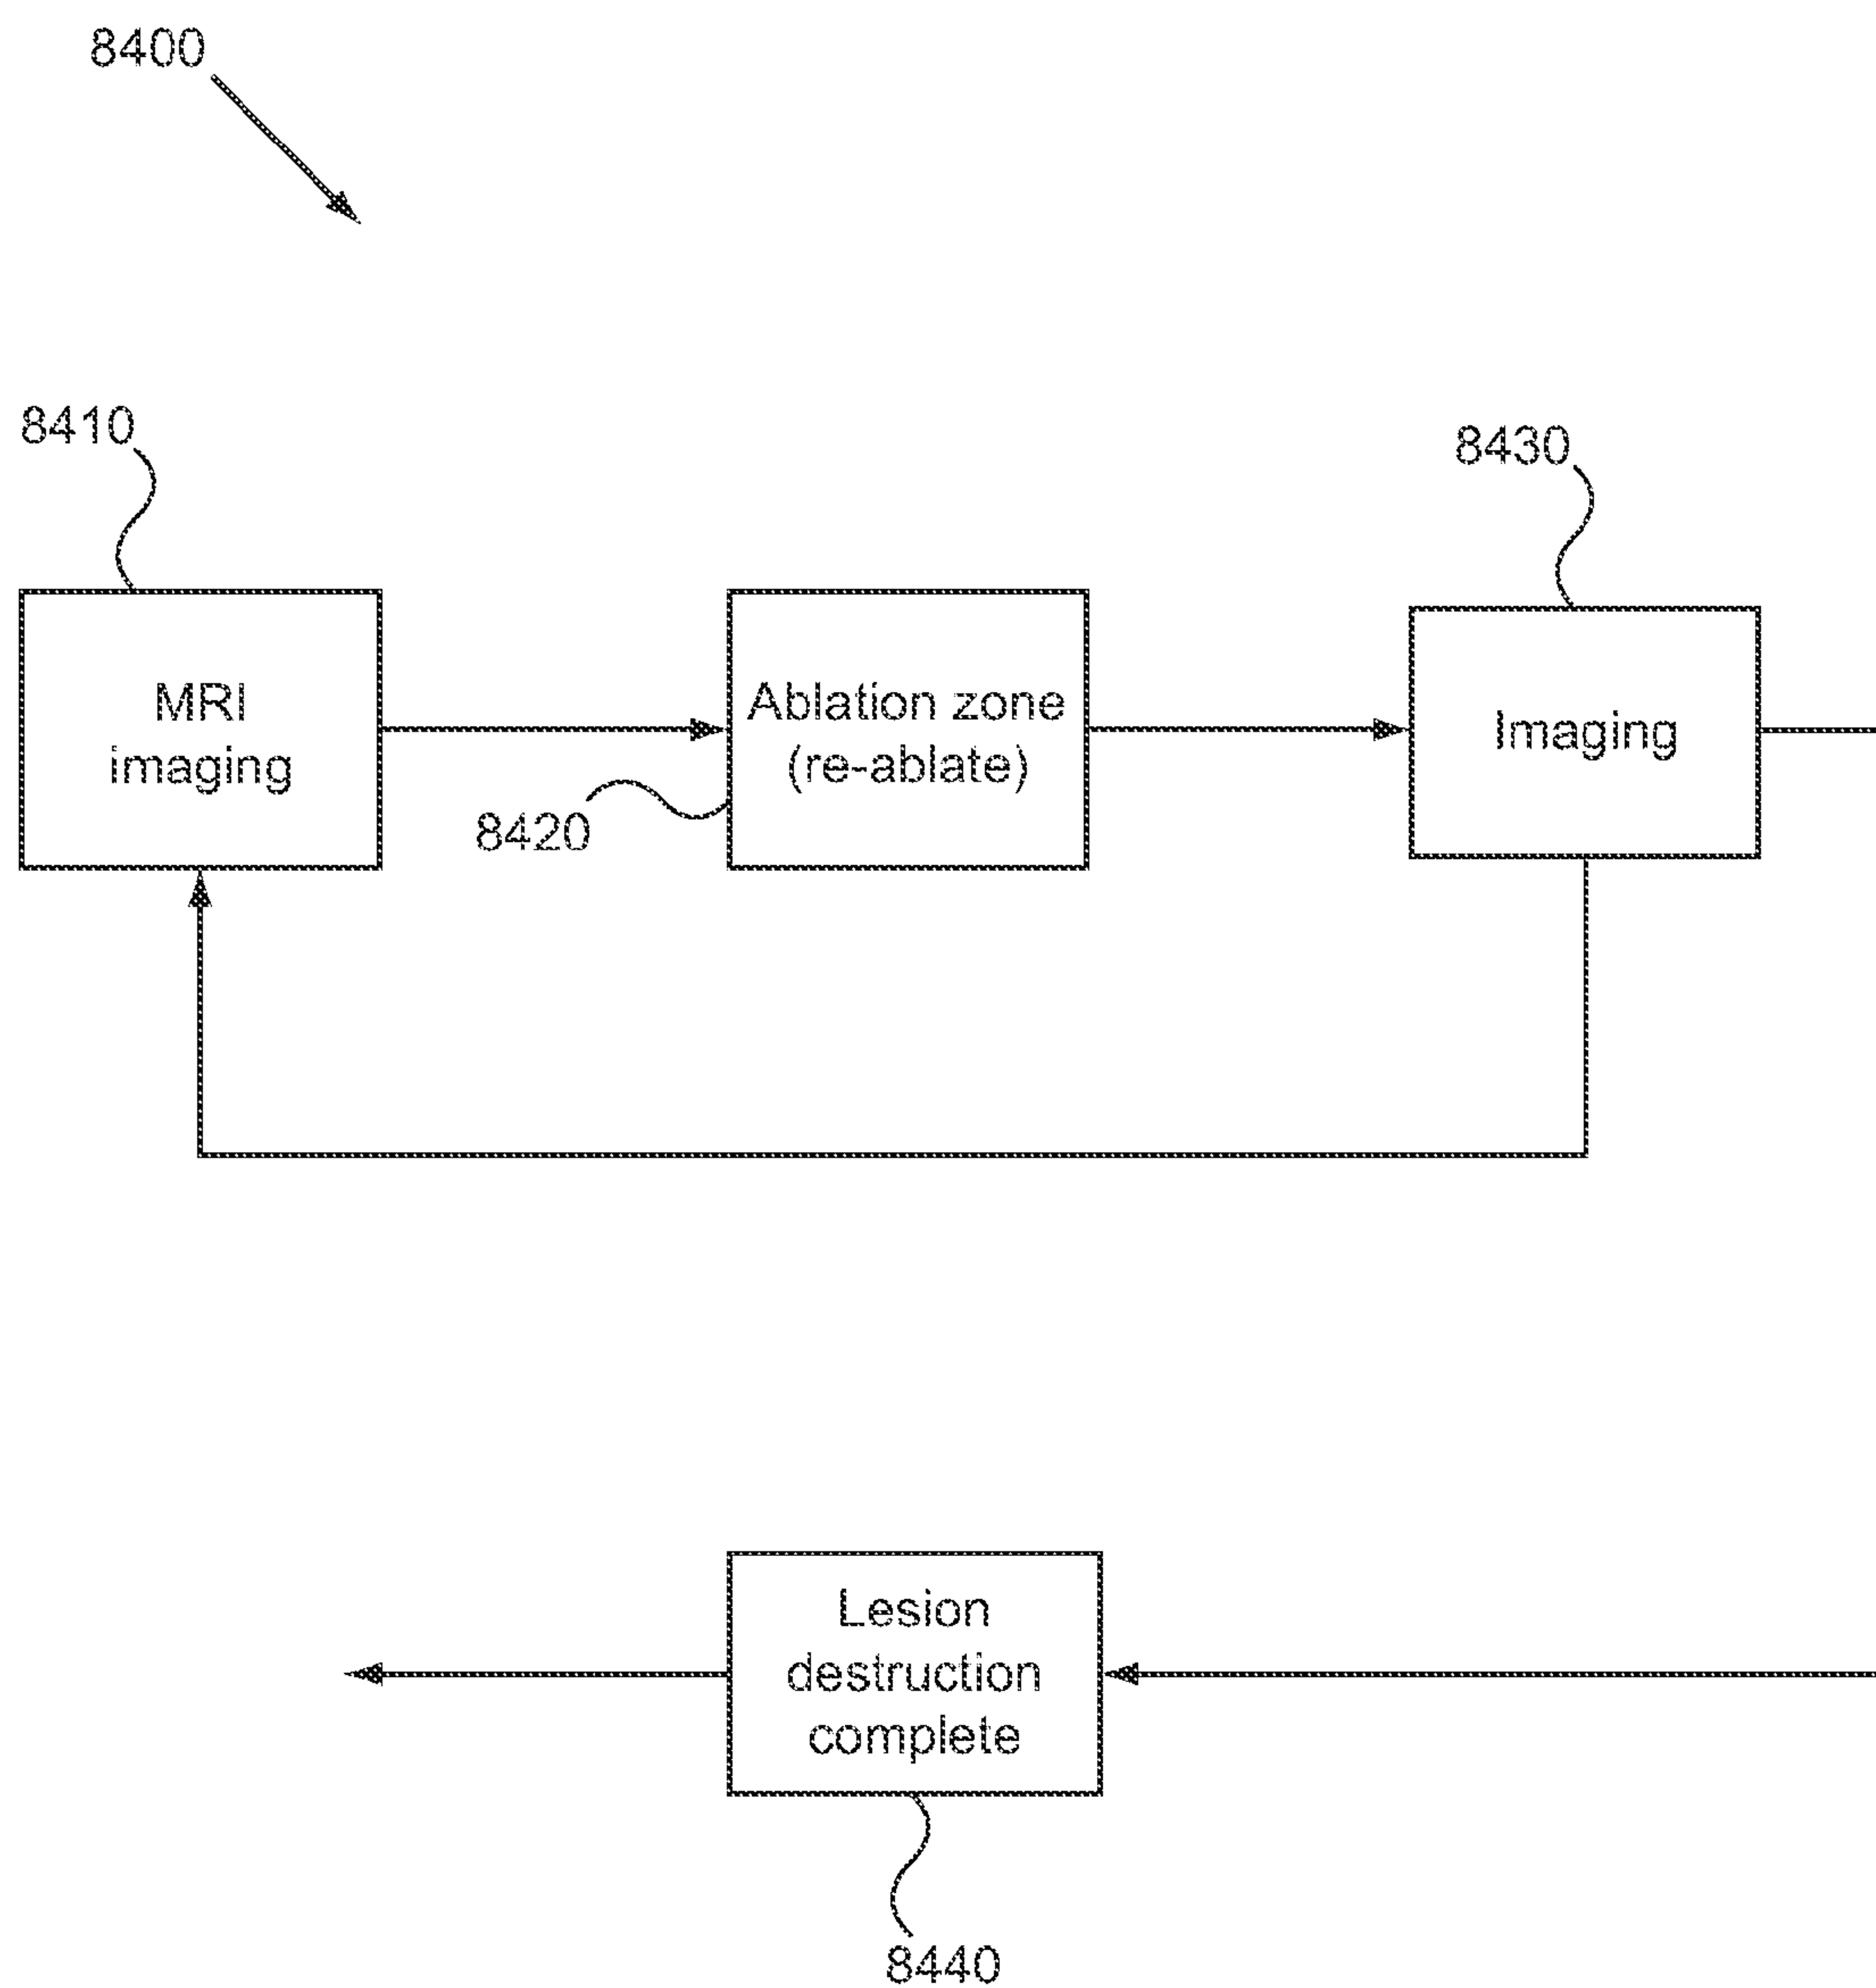 8400
8410
8430
MRI
imaging
Ablation zone
(re-ablate)
Imaging
8420
Lesion
destruction
complete
8440